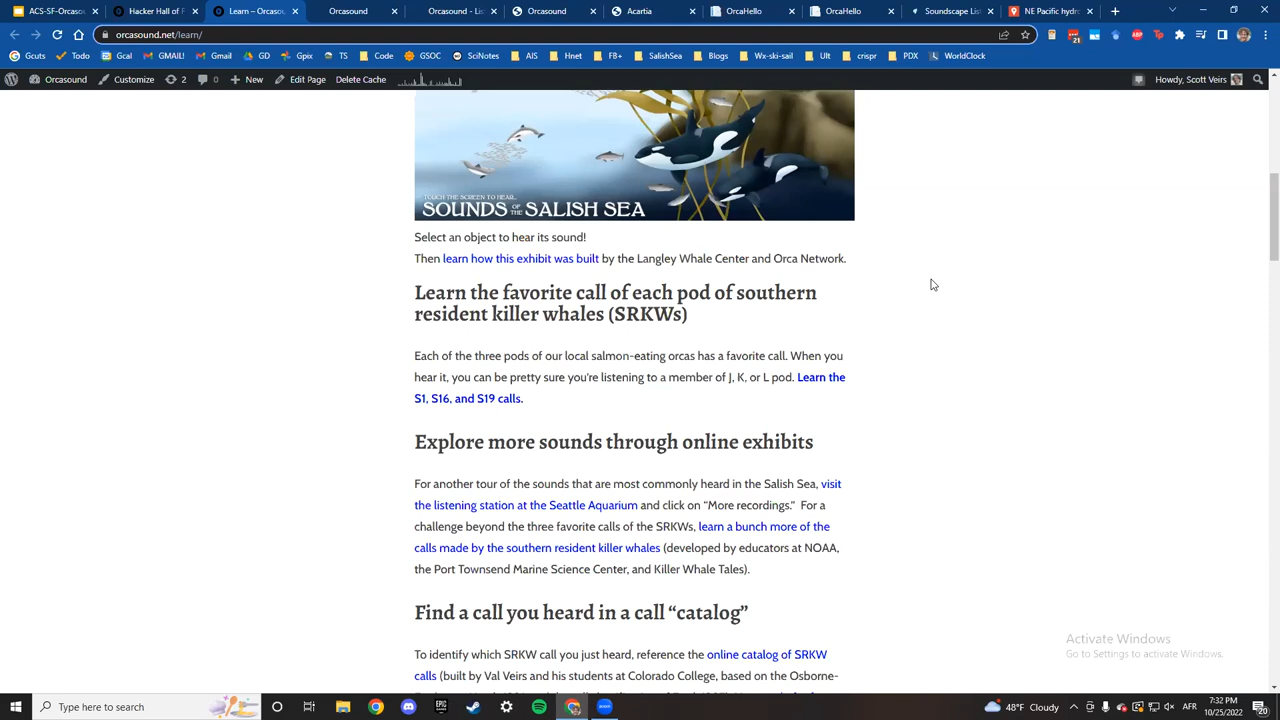 ACS-SF-Orcaso
Hacker Hall of F
Learn – Orcasou
Orcasound
Orcasound - Lis
Orcasound
Acartia
OrcaHello
OrcaHello
Soundscape List
NE Pacific hydro
orcasound.net/learn/
Gcuts Todo Gcal GMAIL! Gmail GD Gpix TS Code GSOC SciNotes AIS Hnet FB+ SalishSea Blogs Wx-ski-sail Ult crispr PDX WorldClock
Orcasound Customize 2 0 New Edit Page Delete Cache Howdy, Scott Veirs
TOUCH THE SCREEN TO HEAR...
SOUNDS OF THE SALISH SEA
Select an object to hear its sound!
Then learn how this exhibit was built by the Langley Whale Center and Orca Network.
Learn the favorite call of each pod of southern
resident killer whales (SRKWs)
Each of the three pods of our local salmon-eating orcas has a favorite call. When you
hear it, you can be pretty sure you're listening to a member of J, K, or L pod. Learn the
S1, S16, and S19 calls.
Explore more sounds through online exhibits
For another tour of the sounds that are most commonly heard in the Salish Sea, visit
the listening station at the Seattle Aquarium and click on “More recordings.” For a
challenge beyond the three favorite calls of the SRKWs, learn a bunch more of the
calls made by the southern resident killer whales (developed by educators at NOAA,
the Port Townsend Marine Science Center, and Killer Whale Tales).
Find a call you heard in a call “catalog”
To identify which SRKW call you just heard, reference the online catalog of SRKW
calls (built by Val Veirs and his students at Colorado College, based on the Osborne-
Activate Windows
Go to Settings to activate Windows.
Type here to search
48°F Cloudy
AFR
7:32 PM
10/25/2022
20